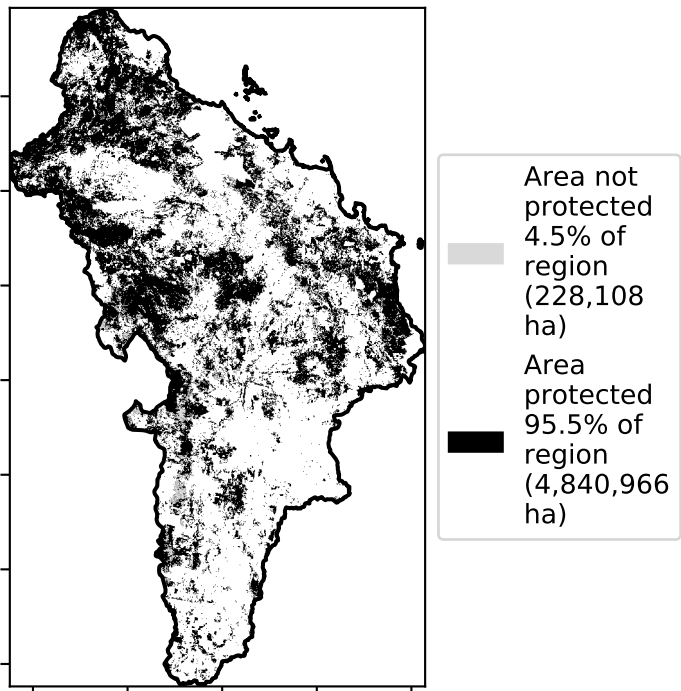 Area not
protected
4.5% of
region
(228,108
ha)
Area
protected
95.5% of
region
(4,840,966
ha)